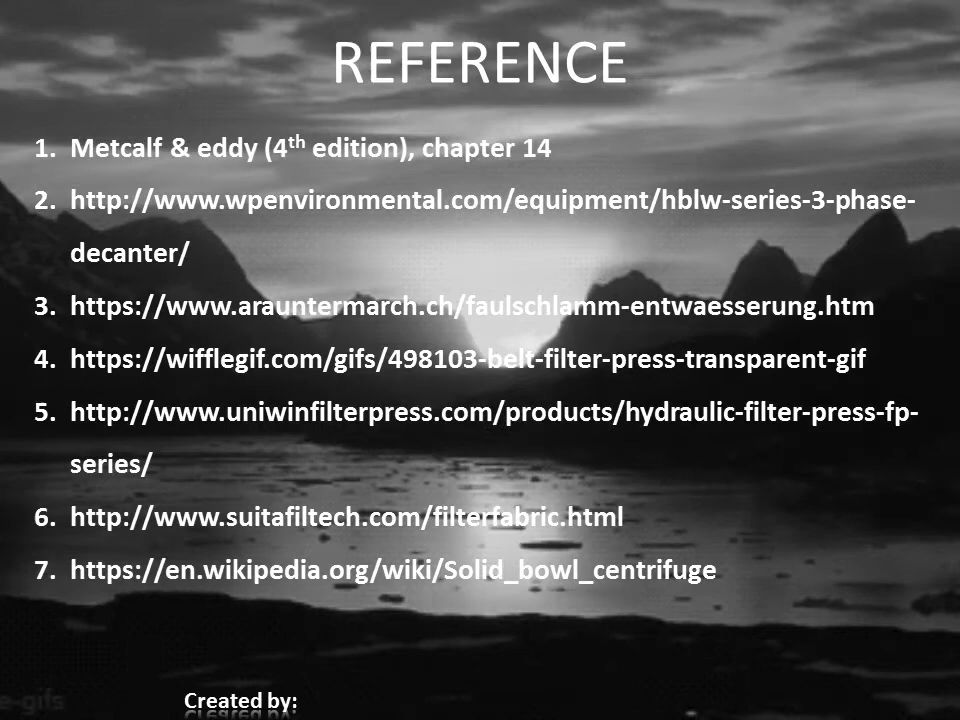 REFERENCE
1. Metcalf & eddy (4th edition), chapter 14
2. http://www.wpenvironmental.com/equipment/hblw-series-3-phase-
decanter/
3. https://www.arauntermarch.ch/faulschlamm-entwaesserung.htm
4. https://wifflegif.com/gifs/498103-belt-filter-press-transparent-gif
5. http://www.uniwinfilterpress.com/products/hydraulic-filter-press-fp-
series/
6. http://www.suitafiltech.com/filterfabric.html
7. https://en.wikipedia.org/wiki/Solid_bowl_centrifuge
e-gifs
Created by: